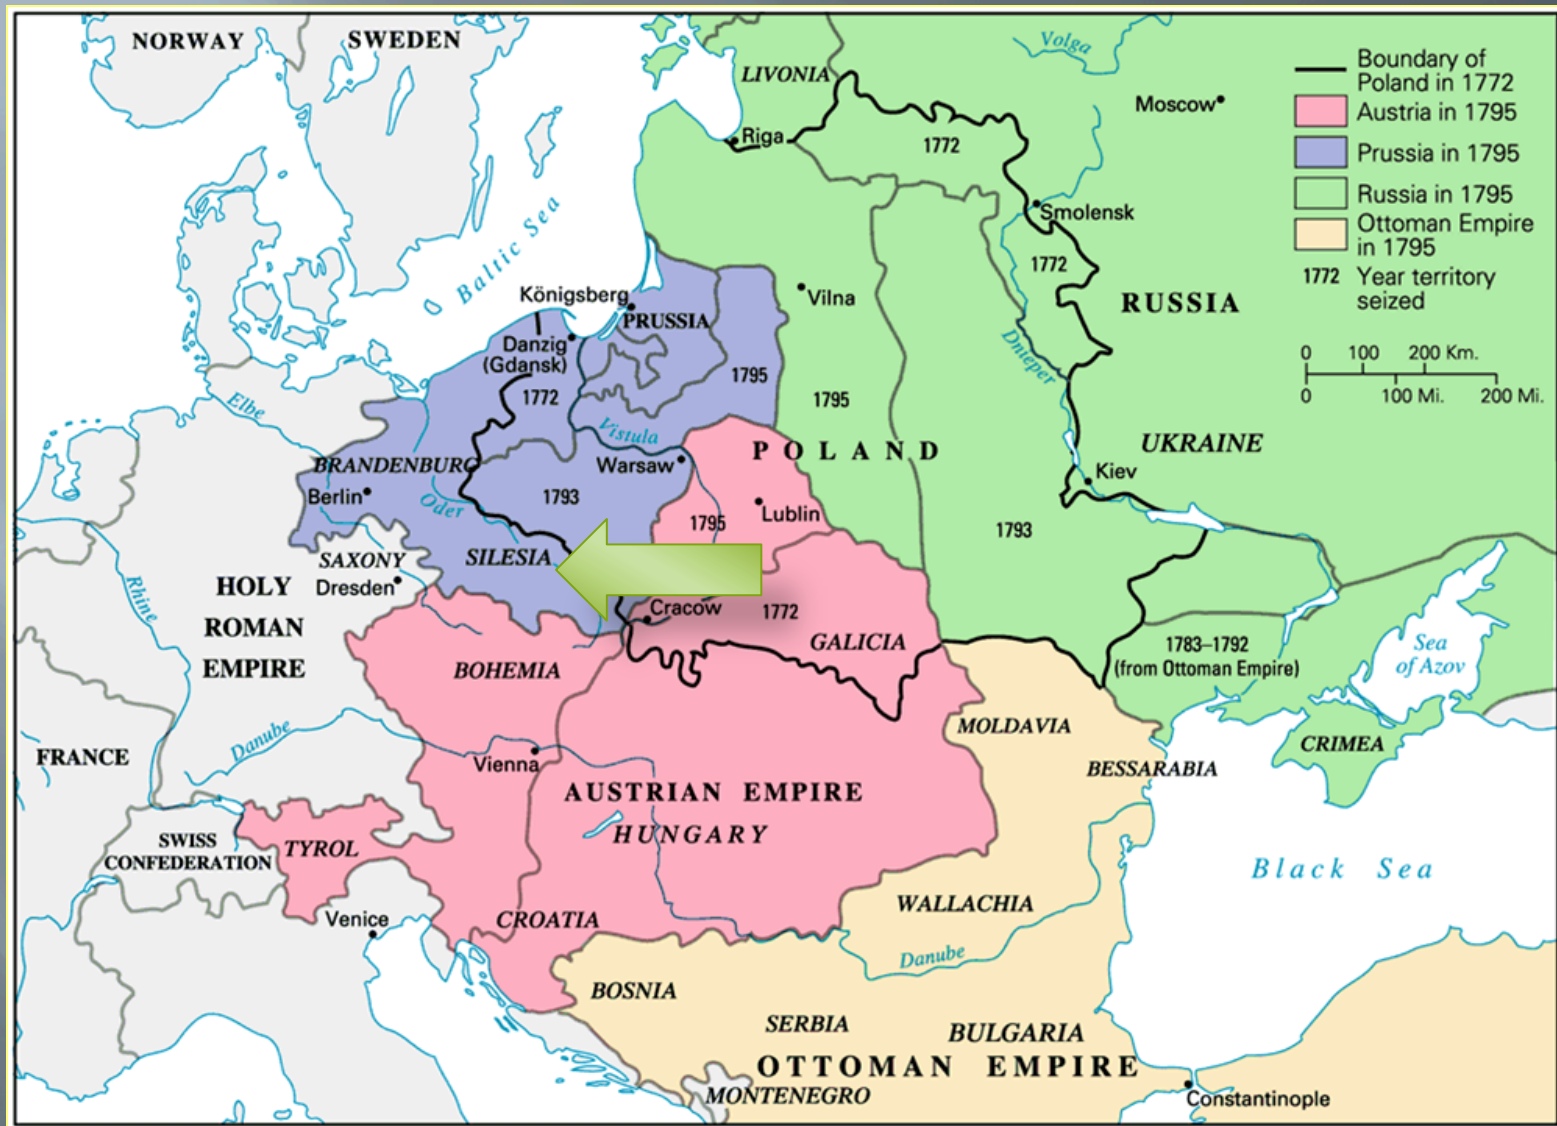 NORWAY
SWEDEN
Volga
LIVONIA
Moscow
Riga
1772
Smolensk
1772
Baltic Sea
Boundary of
Poland in 1772
Austria in 1795
Prussia in 1795
Russia in 1795
Ottoman Empire
in 1795
1772 Year territory
seized
0 100 200 Km.
0 100 Mi. 200 Mi.
Königsberg
PRUSSIA
Vilna
RUSSIA
Danzig
(Gdansk)
Dnieper
1772
1795
1795
Elbe
Vistula
POLAND
UKRAINE
BRANDENBURG
Warsaw
Kiev
Berlin
Oder
1793
1795
Lublin
1793
SAXONY
SILESIA
Dresden
Rhine
HOLY
ROMAN
EMPIRE
Cracow
1772
GALICIA
BOHEMIA
1783–1792
(from Ottoman Empire)
Sea
of Azov
MOLDAVIA
CRIMEA
FRANCE
Danube
Vienna
BESSARABIA
AUSTRIAN EMPIRE
HUNGARY
SWISS
CONFEDERATION
TYROL
Black Sea
Venice
CROATIA
WALLACHIA
Danube
BOSNIA
SERBIA
BULGARIA
OTTOMAN EMPIRE
MONTENEGRO
Constantinople